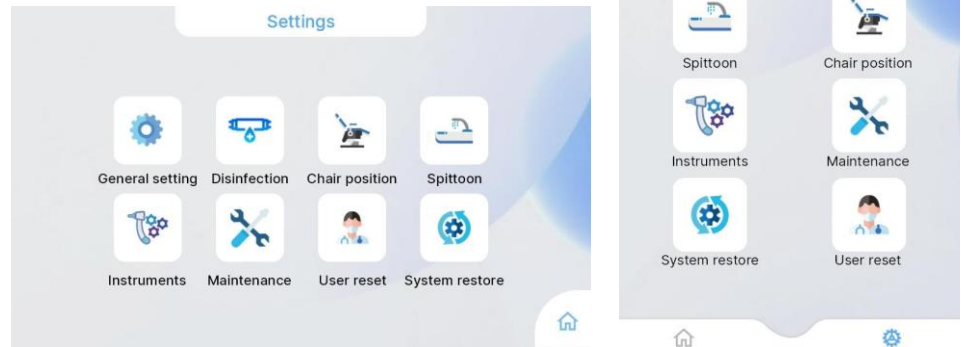 Settings
General setting Disinfection Chair position Spittoon
Instruments Maintenance User reset System restore
Spittoon Chair position
Instruments Maintenance
System restore User reset